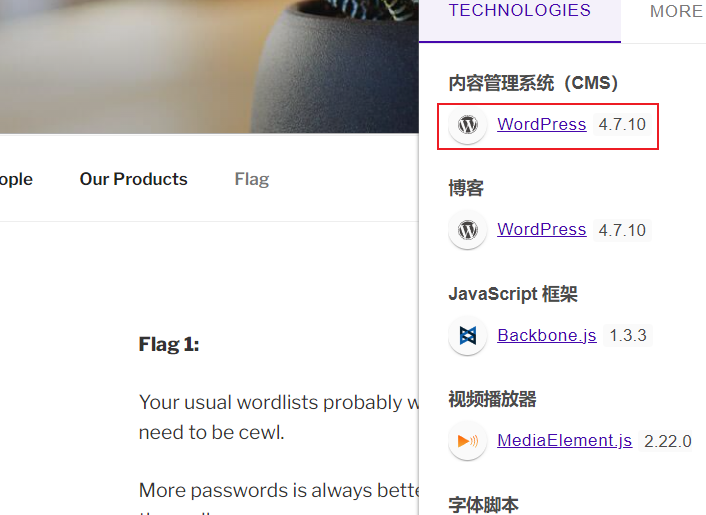 TECHNOLOGIES MORE
内容管理系统（CMS）
WordPress 4.7.10
博客
WordPress 4.7.10
JavaScript 框架
Backbone.js 1.3.3
视频播放器
MediaElement.js 2.22.0
字体脚本
ople Our Products Flag
Flag 1:
Your usual wordlists probably w
need to be cewl.
More passwords is always bette